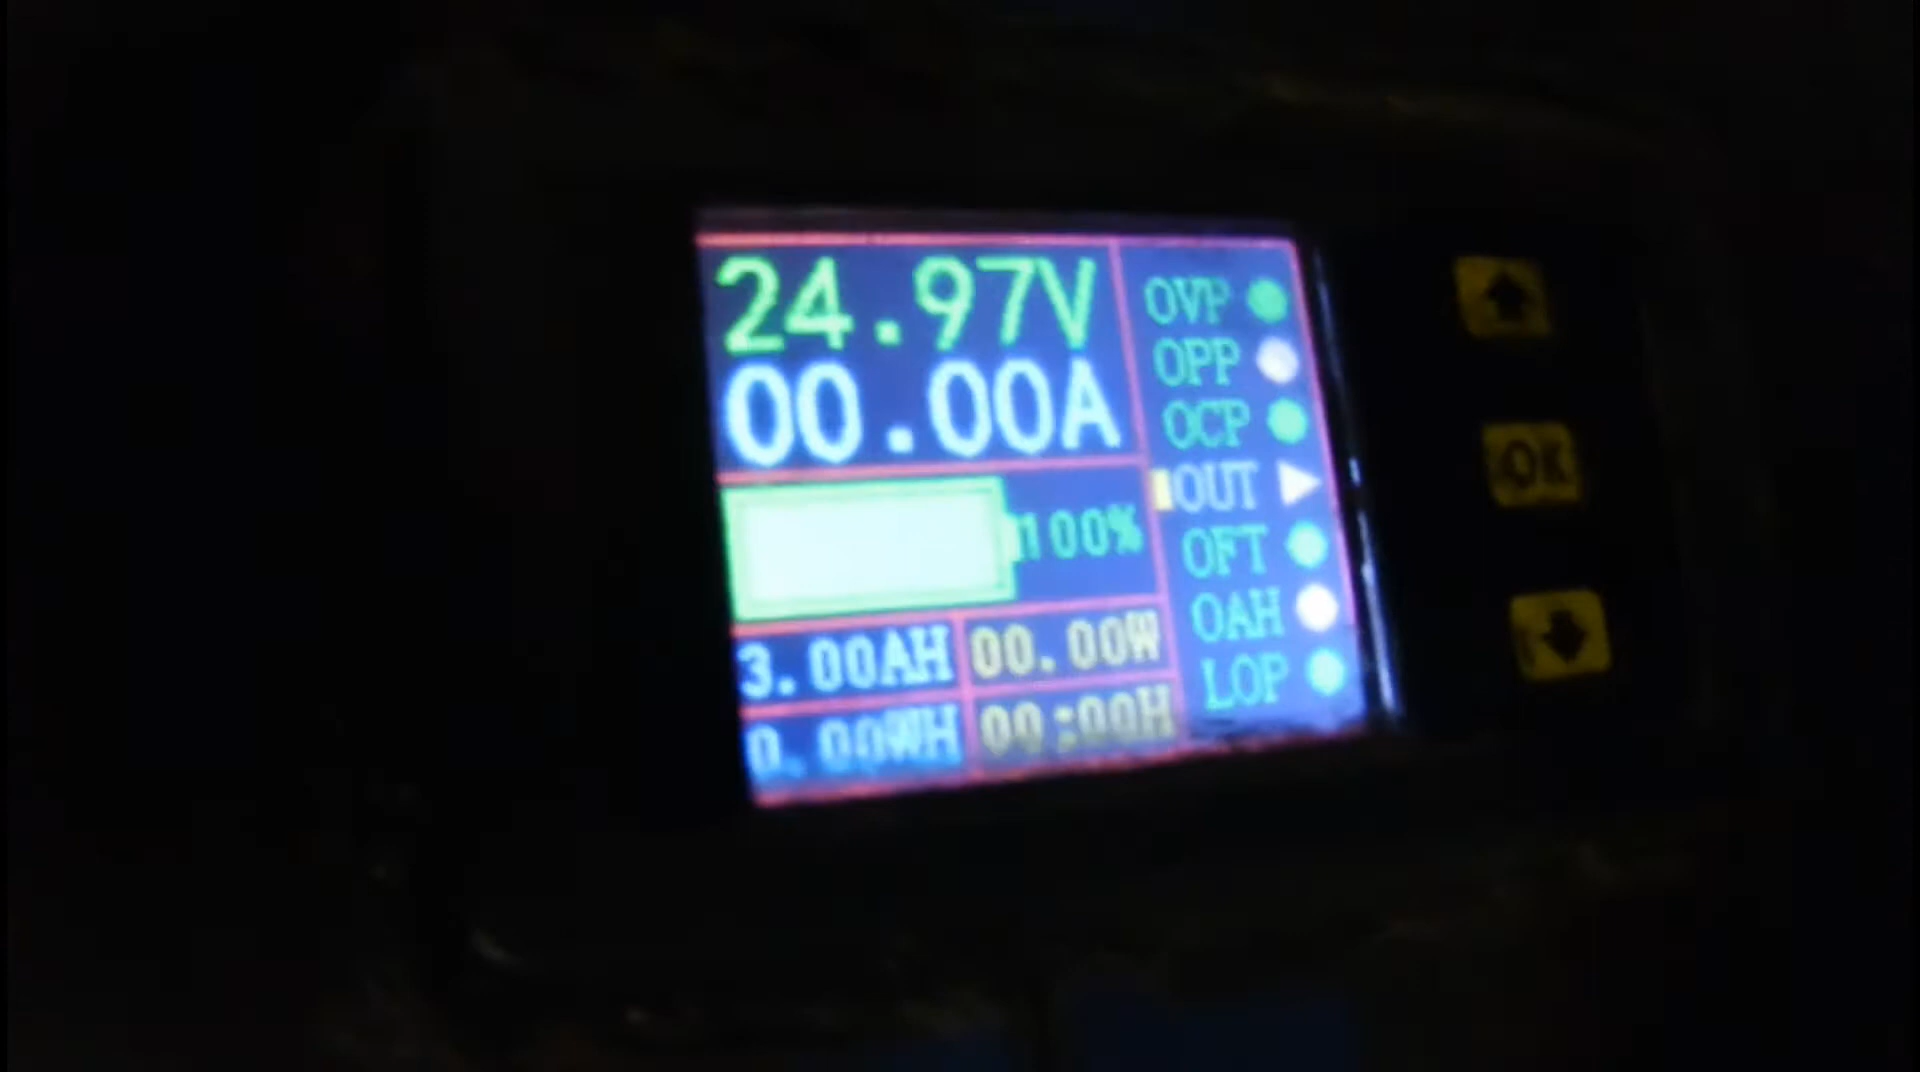 24.97V
00.00A
100%
3.00AH
00.00W
0.00WH
00:00H
OVP
OPP
OCP
OUT
OFT
OAH
LOP
OK